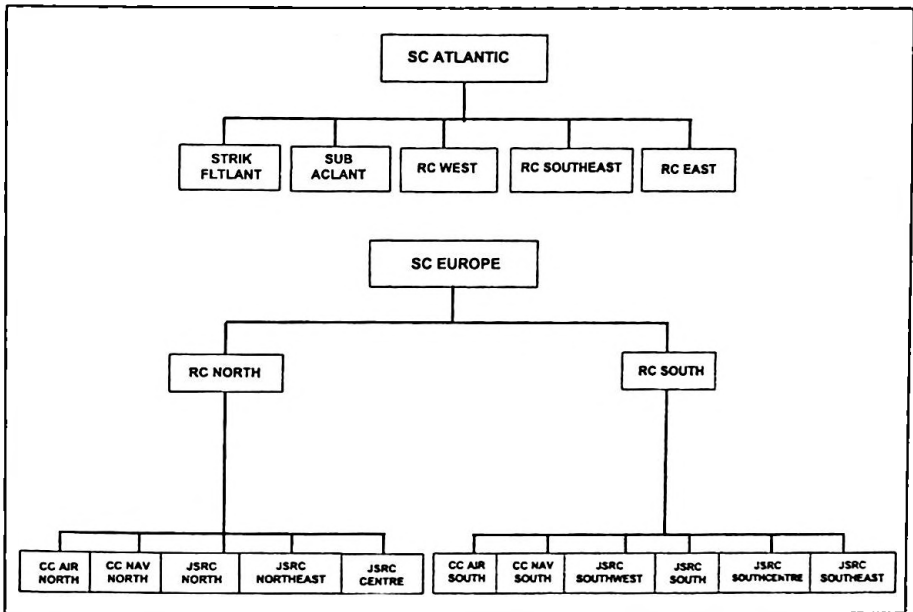 SC ATLANTIC
STRIK
FLTLANT
SUB
ACLANT
RC WEST
RC SOUTHEAST
RC EAST
SC EUROPE
RC NORTH
RC SOUTH
CC AIR
NORTH
CC NAV
NORTH
JSRC
NORTH
JSRC
NORTHEAST
JSRC
CENTRE
CC AIR
SOUTH
CC NAV
SOUTH
JSRC
SOUTHWEST
JSRC
SOUTH
JSRC
SOUTHCENTRE
JSRC
SOUTHEAST